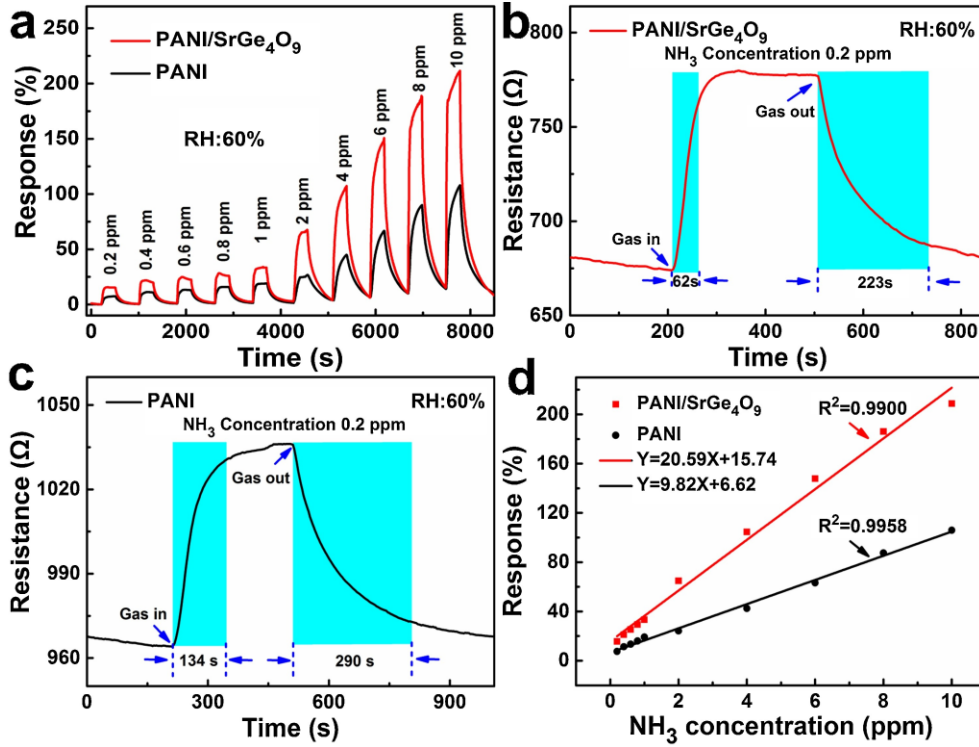 a
PANI/SrGe₄O₉
PANI
RH:60%
0.2 ppm
0.4 ppm
0.6 ppm
0.8 ppm
1 ppm
2 ppm
4 ppm
6 ppm
8 ppm
10 ppm
250
200
150
100
50
0
Response (%)
0 2000 4000 6000 8000
Time (s)
b
PANI/SrGe₄O₉ RH:60%
NH₃ Concentration 0.2 ppm
Gas out
Gas in
62s
223s
800
750
700
650
Resistance (Ω)
0 200 400 600 800
Time (s)
c
PANI RH:60%
NH₃ Concentration 0.2 ppm
Gas out
Gas in
134 s
290 s
1050
1020
990
960
930
Resistance (Ω)
0 300 600 900
Time (s)
d
PANI/SrGe₄O₉
PANI
Y=20.59X+15.74
Y=9.82X+6.62
R²=0.9900
R²=0.9958
200
160
120
80
40
0
Response (%)
0 2 4 6 8 10
NH₃ concentration (ppm)